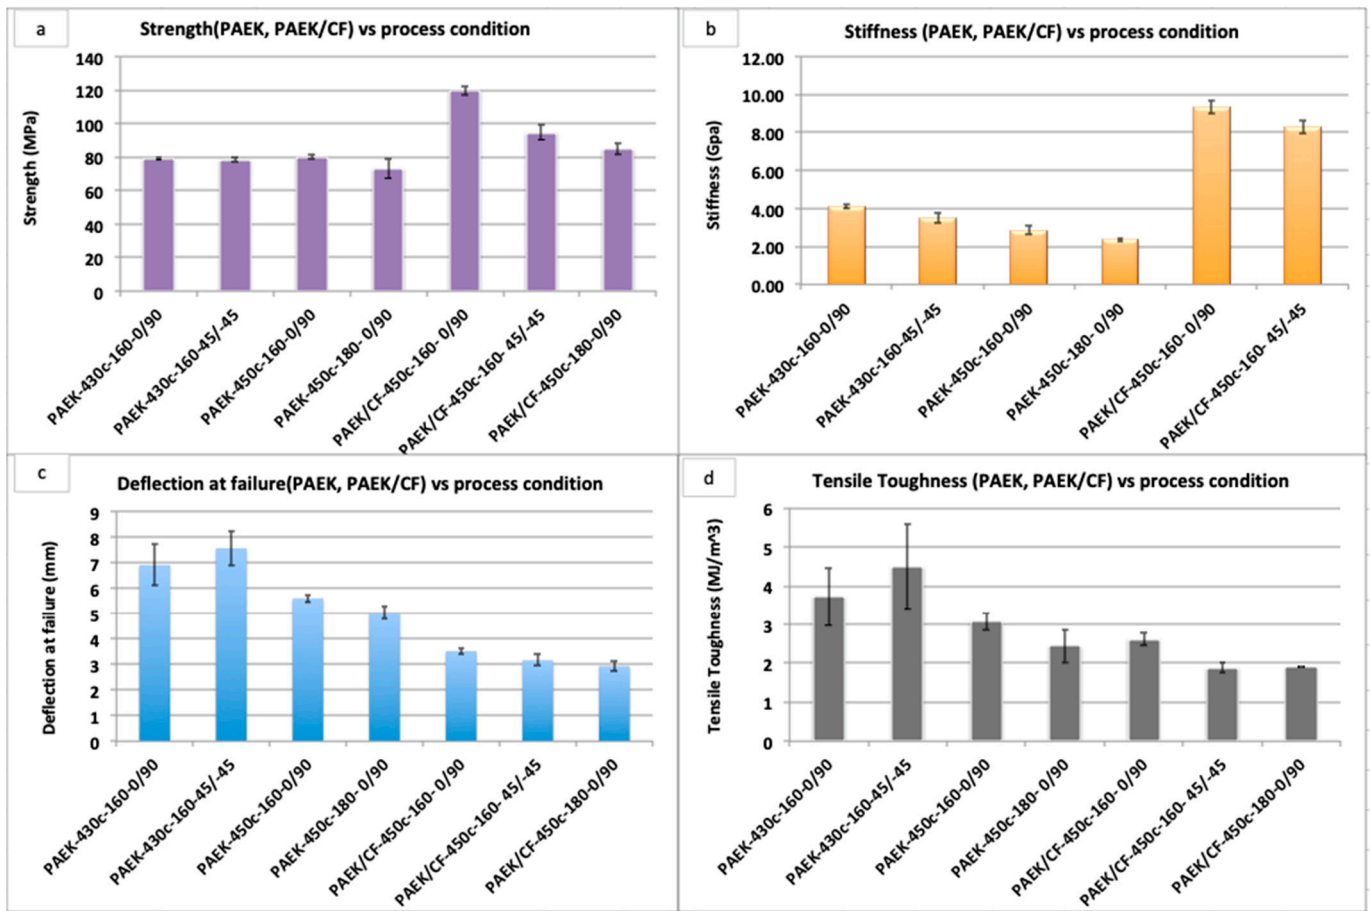 a
Strength(PAEK, PAEK/CF) vs process condition
Strength (MPa)
140
120
100
80
60
40
20
0
PAEK-430c-160-0/90
PAEK-430c-160-45/-45
PAEK-450c-160-0/90
PAEK-450c-180- 0/90
PAEK/CF-450c-160- 0/90
PAEK/CF-450c-160- 45/-45
PAEK/CF-450c-180-0/90
b
Stiffness (PAEK, PAEK/CF) vs process condition
Stiffness (Gpa)
12.00
10.00
8.00
6.00
4.00
2.00
0.00
PAEK-430c-160-0/90
PAEK-430c-160-45/-45
PAEK-450c-160-0/90
PAEK-450c-180- 0/90
PAEK/CF-450c-160- 0/90
PAEK/CF-450c-160- 45/-45
c
Deflection at failure(PAEK, PAEK/CF) vs process condition
Deflection at failure (mm)
9
8
7
6
5
4
3
2
1
0
PAEK-430c-160-0/90
PAEK-430c-160-45/-45
PAEK-450c-160-0/90
PAEK-450c-180- 0/90
PAEK/CF-450c-160- 0/90
PAEK/CF-450c-160- 45/-45
PAEK/CF-450c-180-0/90
d
Tensile Toughness (PAEK, PAEK/CF) vs process condition
Tensile Toughness (MJ/m^3)
6
5
4
3
2
1
0
PAEK-430c-160-0/90
PAEK-430c-160-45/-45
PAEK-450c-160-0/90
PAEK-450c-180- 0/90
PAEK/CF-450c-160- 0/90
PAEK/CF-450c-160- 45/-45
PAEK/CF-450c-180-0/90